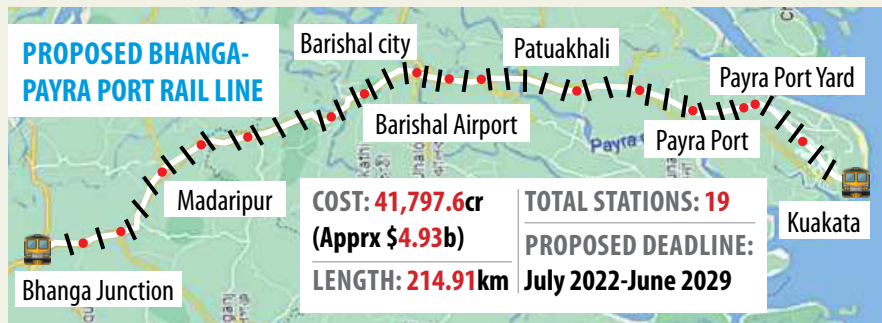 PROPOSED BHANGA-
PAYRA PORT RAIL LINE
Barishal city
Patuakhali
Payra Port Yard
Barishal Airport
Payra Port
Madaripur
Kuakata
Bhanga Junction
COST: 41,797.6cr
(Apprx $4.93b)
LENGTH: 214.91km
TOTAL STATIONS: 19
PROPOSED DEADLINE:
July 2022-June 2029